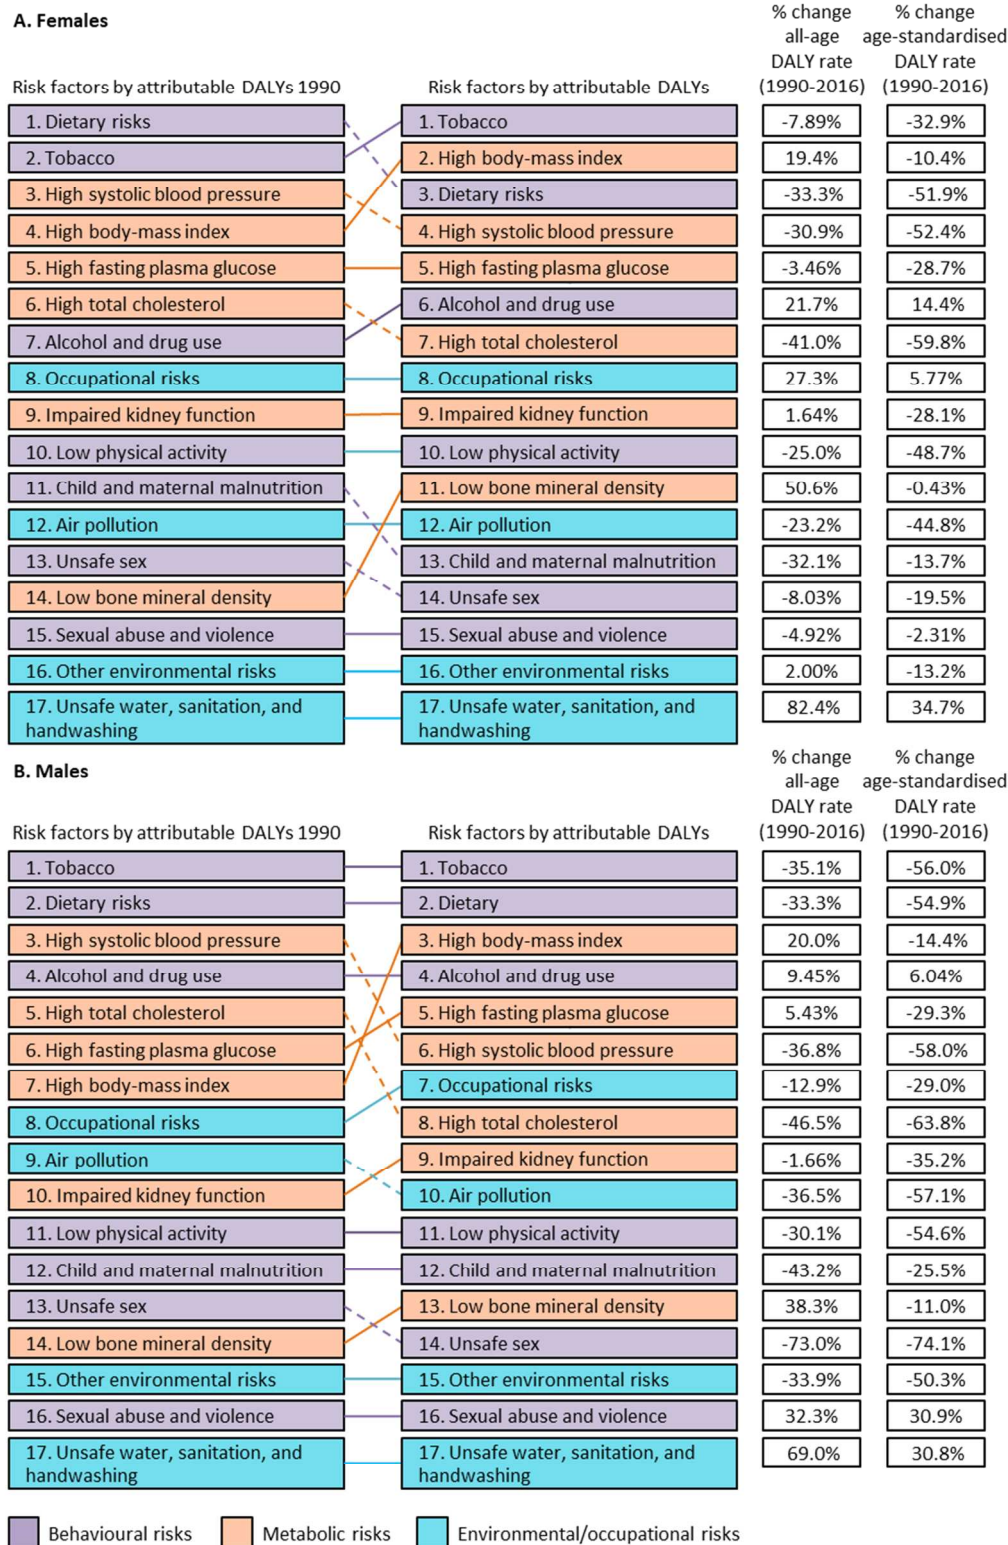 A. Females
% change
all-age
DALY rate
(1990-2016)
% change
age-standardised
DALY rate
(1990-2016)
Risk factors by attributable DALYs 1990
Risk factors by attributable DALYs
1. Dietary risks
1. Tobacco
-7.89%
-32.9%
2. Tobacco
2. High body-mass index
19.4%
-10.4%
3. High systolic blood pressure
3. Dietary risks
-33.3%
-51.9%
4. High body-mass index
4. High systolic blood pressure
-30.9%
-52.4%
5. High fasting plasma glucose
5. High fasting plasma glucose
-3.46%
-28.7%
6. High total cholesterol
6. Alcohol and drug use
21.7%
14.4%
7. Alcohol and drug use
7. High total cholesterol
-41.0%
-59.8%
8. Occupational risks
8. Occupational risks
27.3%
5.77%
9. Impaired kidney function
9. Impaired kidney function
1.64%
-28.1%
10. Low physical activity
10. Low physical activity
-25.0%
-48.7%
11. Child and maternal malnutrition
11. Low bone mineral density
50.6%
-0.43%
12. Air pollution
12. Air pollution
-23.2%
-44.8%
13. Unsafe sex
13. Child and maternal malnutrition
-32.1%
-13.7%
14. Low bone mineral density
14. Unsafe sex
-8.03%
-19.5%
15. Sexual abuse and violence
15. Sexual abuse and violence
-4.92%
-2.31%
16. Other environmental risks
16. Other environmental risks
2.00%
-13.2%
17. Unsafe water, sanitation, and
handwashing
17. Unsafe water, sanitation, and
handwashing
82.4%
34.7%
B. Males
% change
all-age
DALY rate
(1990-2016)
% change
age-standardised
DALY rate
(1990-2016)
Risk factors by attributable DALYs 1990
Risk factors by attributable DALYs
1. Tobacco
1. Tobacco
-35.1%
-56.0%
2. Dietary risks
2. Dietary
-33.3%
-54.9%
3. High systolic blood pressure
3. High body-mass index
20.0%
-14.4%
4. Alcohol and drug use
4. Alcohol and drug use
9.45%
6.04%
5. High total cholesterol
5. High fasting plasma glucose
5.43%
-29.3%
6. High fasting plasma glucose
6. High systolic blood pressure
-36.8%
-58.0%
7. High body-mass index
7. Occupational risks
-12.9%
-29.0%
8. Occupational risks
8. High total cholesterol
-46.5%
-63.8%
9. Air pollution
9. Impaired kidney function
-1.66%
-35.2%
10. Impaired kidney function
10. Air pollution
-36.5%
-57.1%
11. Low physical activity
11. Low physical activity
-30.1%
-54.6%
12. Child and maternal malnutrition
12. Child and maternal malnutrition
-43.2%
-25.5%
13. Unsafe sex
13. Low bone mineral density
38.3%
-11.0%
14. Low bone mineral density
14. Unsafe sex
-73.0%
-74.1%
15. Other environmental risks
15. Other environmental risks
-33.9%
-50.3%
16. Sexual abuse and violence
16. Sexual abuse and violence
32.3%
30.9%
17. Unsafe water, sanitation, and
handwashing
17. Unsafe water, sanitation, and
handwashing
69.0%
30.8%
Behavioural risks
Metabolic risks
Environmental/occupational risks